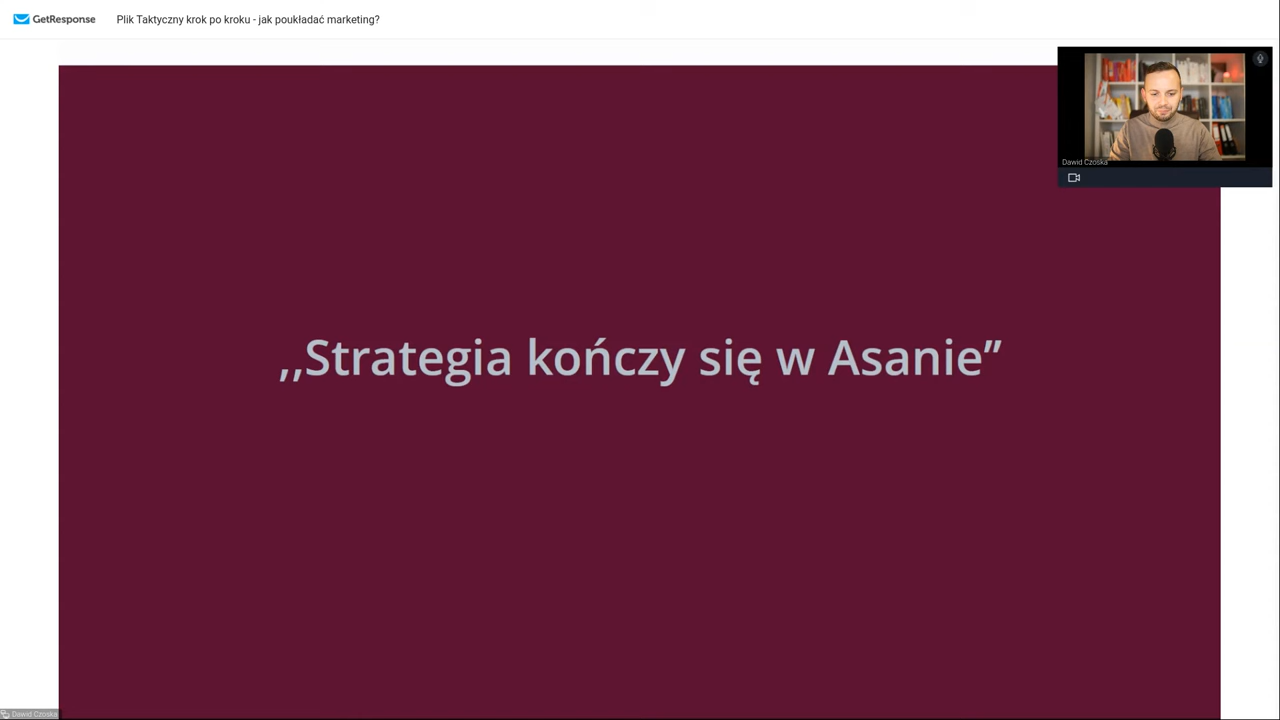 GetResponse
Plik Taktyczny krok po kroku - jak poukładać marketing?
Dawid Czoska
,,Strategia kończy się w Asanie”
Dawid Czoska